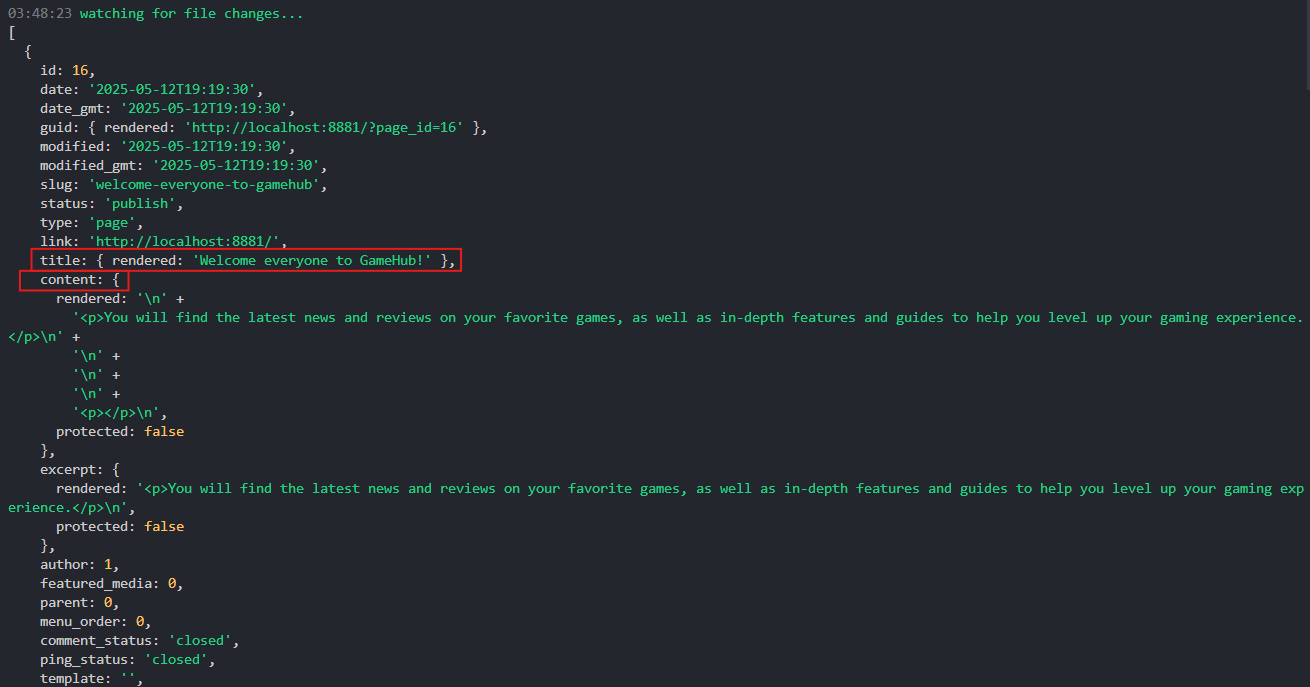 03:48:23 watching for file changes...
[
  {
    id: 16,
    date: '2025-05-12T19:19:30',
    date_gmt: '2025-05-12T19:19:30',
    guid: { rendered: 'http://localhost:8881/?page_id=16' },
    modified: '2025-05-12T19:19:30',
    modified_gmt: '2025-05-12T19:19:30',
    slug: 'welcome-everyone-to-gamehub',
    status: 'publish',
    type: 'page',
    link: 'http://localhost:8881/',
    title: { rendered: 'Welcome everyone to GameHub!' },
    content: {
      rendered: '\n' +
        '<p>You will find the latest news and reviews on your favorite games, as well as in-depth features and guides to help you level up your gaming experience.
</p>\n' +
        '\n' +
        '\n' +
        '\n' +
        '<p></p>\n',
      protected: false
    },
    excerpt: {
      rendered: '<p>You will find the latest news and reviews on your favorite games, as well as in-depth features and guides to help you level up your gaming exp
erience.</p>\n',
      protected: false
    },
    author: 1,
    featured_media: 0,
    parent: 0,
    menu_order: 0,
    comment_status: 'closed',
    ping_status: 'closed',
    template: '',